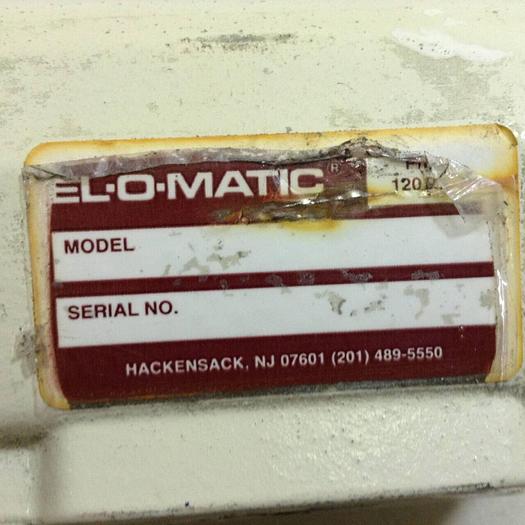 EL-O-MATIC ®
120
MODEL
SERIAL NO.
HACKENSACK, NJ 07601 (201) 489-5550